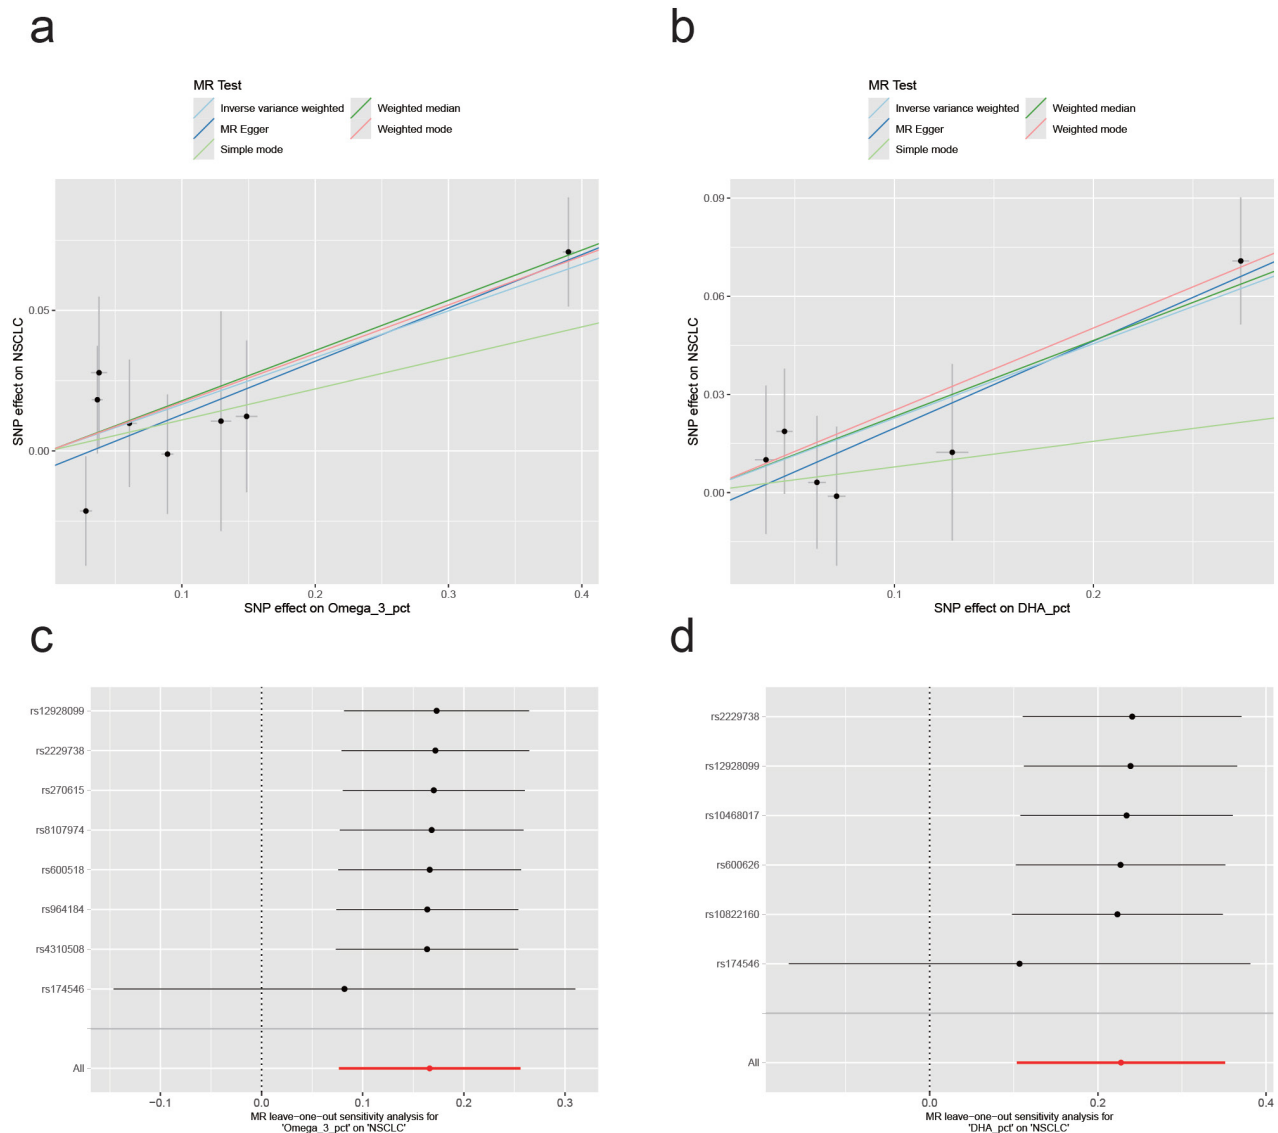 a
MR Test
Inverse variance weighted
Weighted median
MR Egger
Weighted mode
Simple mode
SNP effect on NSCLC
0.05
0.00
0.1
0.2
0.3
0.4
SNP effect on Omega_3_pct
b
MR Test
Inverse variance weighted
Weighted median
MR Egger
Weighted mode
Simple mode
SNP effect on NSCLC
0.09
0.06
0.03
0.00
0.1
0.2
SNP effect on DHA_pct
c
rs12928099
rs2229738
rs270615
rs8107974
rs600518
rs964184
rs4310508
rs174546
All
−0.1
0.0
0.1
0.2
0.3
MR leave−one−out sensitivity analysis for
'Omega_3_pct' on 'NSCLC'
d
rs2229738
rs12928099
rs10468017
rs600626
rs10822160
rs174546
All
0.0
0.2
0.4
MR leave−one−out sensitivity analysis for
'DHA_pct' on 'NSCLC'